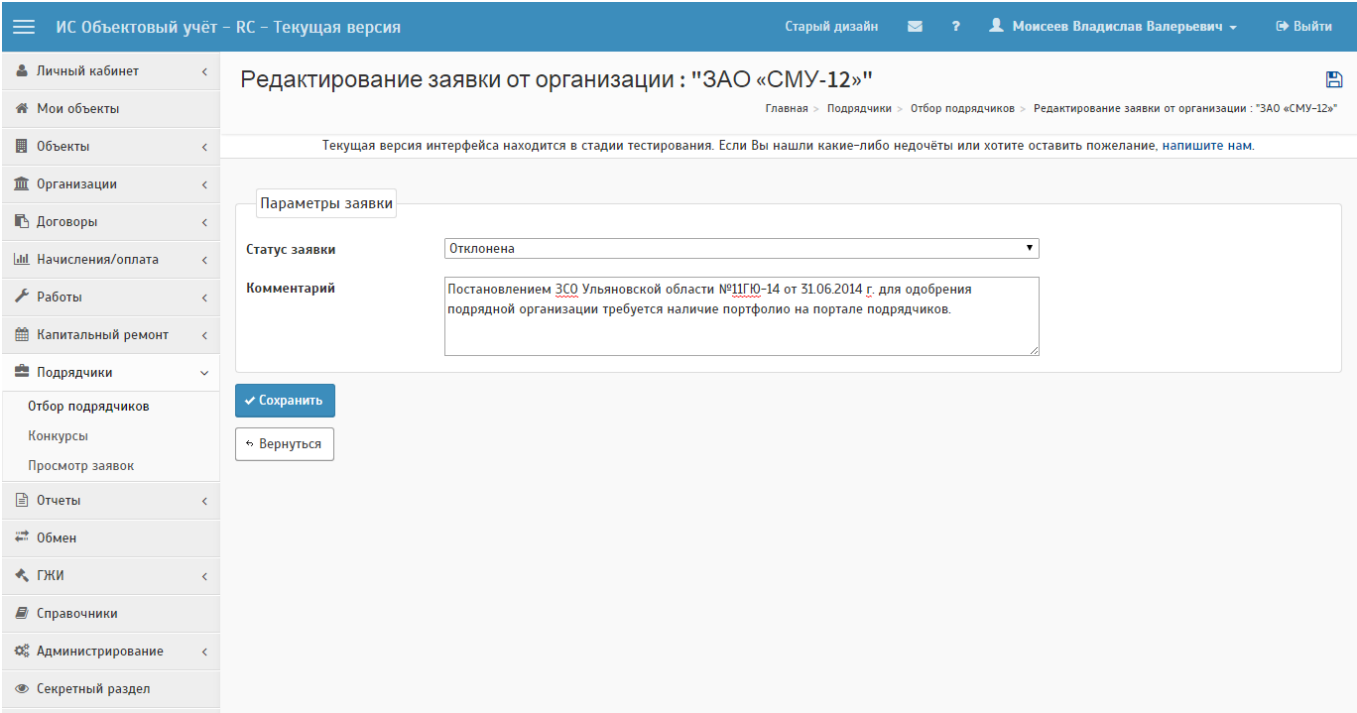 ИС Объектовый учёт – RC – Текущая версия
Старый дизайн
?
Моисеев Владислав Валерьевич
Выйти
Личный кабинет
Мои объекты
Объекты
Организации
Договоры
Начисления/оплата
Работы
Капитальный ремонт
Подрядчики
Отбор подрядчиков
Конкурсы
Просмотр заявок
Отчеты
Обмен
ГЖИ
Справочники
Администрирование
Секретный раздел
Редактирование заявки от организации : "ЗАО «СМУ-12»"
Главная > Подрядчики > Отбор подрядчиков > Редактирование заявки от организации : "ЗАО «СМУ-12»"
Текущая версия интерфейса находится в стадии тестирования. Если Вы нашли какие-либо недочёты или хотите оставить пожелание, напишите нам.
Параметры заявки
Статус заявки
Отклонена
Комментарий
Постановлением ЗСО Ульяновской области №11ГЮ-14 от 31.06.2014 г. для одобрения
подрядной организации требуется наличие портфолио на портале подрядчиков.
Сохранить
Вернуться